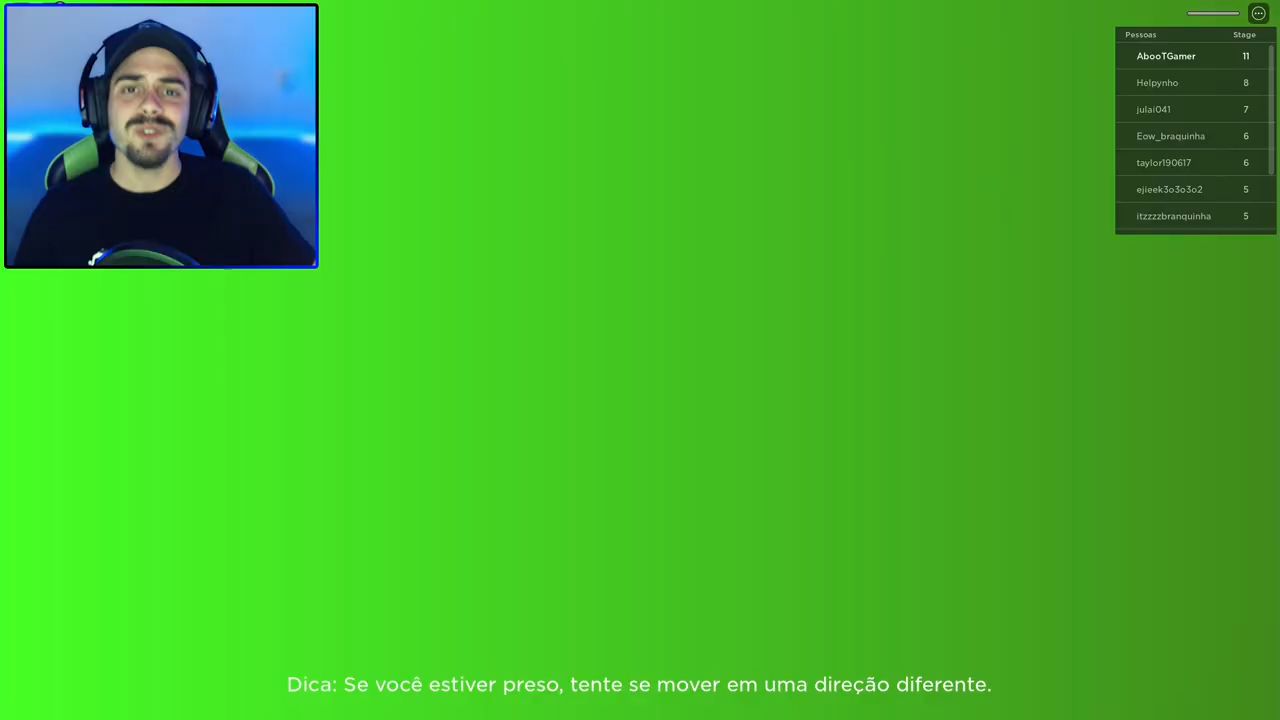 Pessoas Stage
AbooTGamer 11
Helpynho 8
julai041 7
Eow_braquinha 6
taylor190617 6
ejieek3o3o3o2 5
itzzzzbranquinha 5
Dica: Se você estiver preso, tente se mover em uma direção diferente.